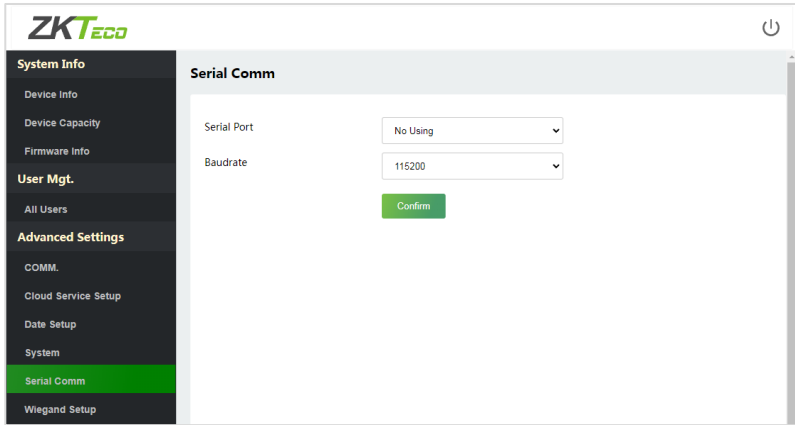 ZKTECO
System Info
Device Info
Device Capacity
Firmware Info
User Mgt.
All Users
Advanced Settings
COMM.
Cloud Service Setup
Date Setup
System
Serial Comm
Wiegand Setup
Serial Comm
Serial Port No Using
Baudrate 115200
Confirm